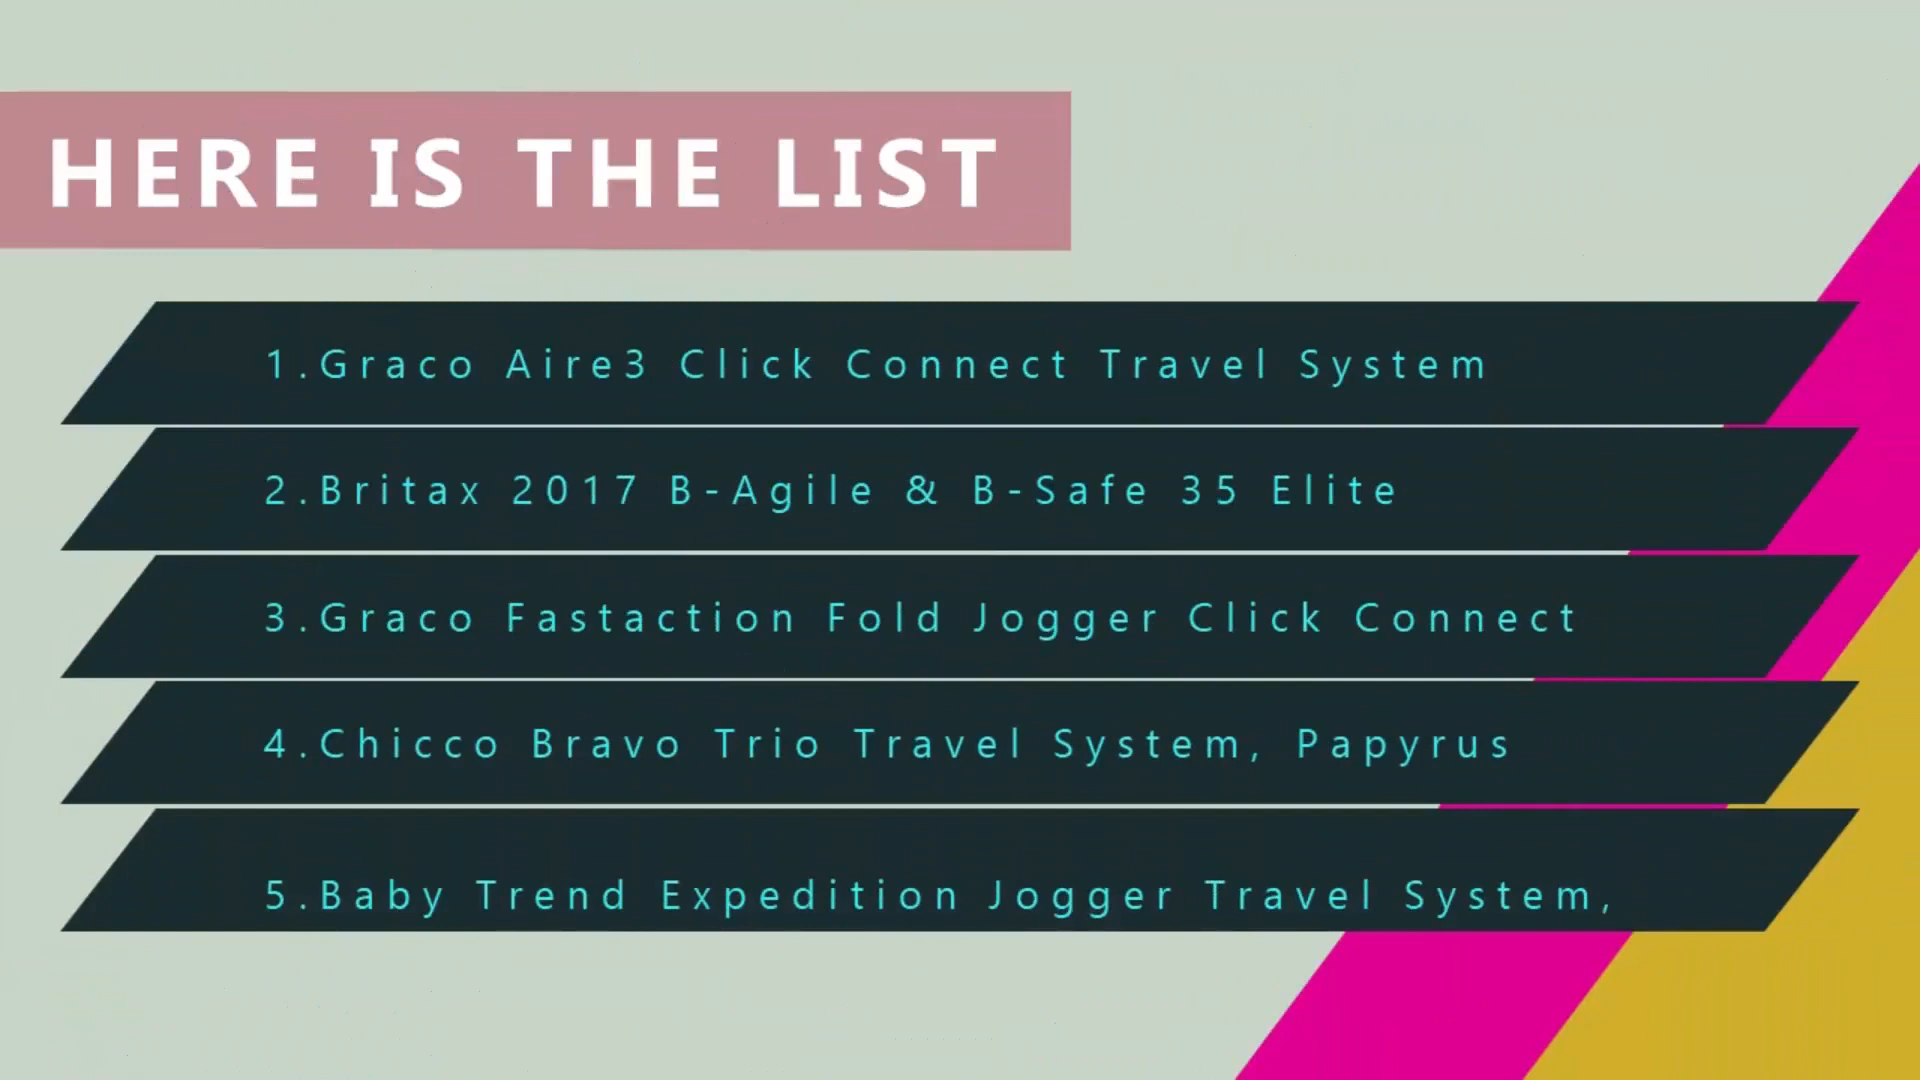 HERE IS THE LIST
1.Graco Aire3 Click Connect Travel System
2.Britax 2017 B-Agile & B-Safe 35 Elite
3.Graco Fastaction Fold Jogger Click Connect
4.Chicco Bravo Trio Travel System, Papyrus
5.Baby Trend Expedition Jogger Travel System,